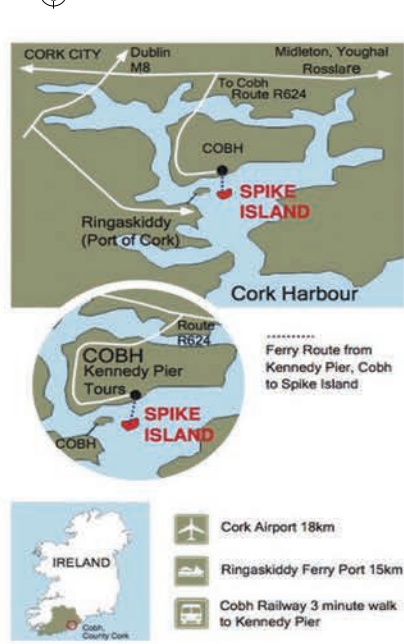 CORK CITY
Dublin
M8
Midleton, Youghal
Rosslare
To Cobh
Route R624
COBH
SPIKE
ISLAND
Ringaskiddy
(Port of Cork)
Cork Harbour
Route
R624
COBH
Kennedy Pier
Tours
SPIKE
ISLAND
COBH
Ferry Route from
Kennedy Pier, Cobh
to Spike Island
IRELAND
Cobh,
County Cork
Cork Airport 18km
Ringaskiddy Ferry Port 15km
Cobh Railway 3 minute walk
to Kennedy Pier